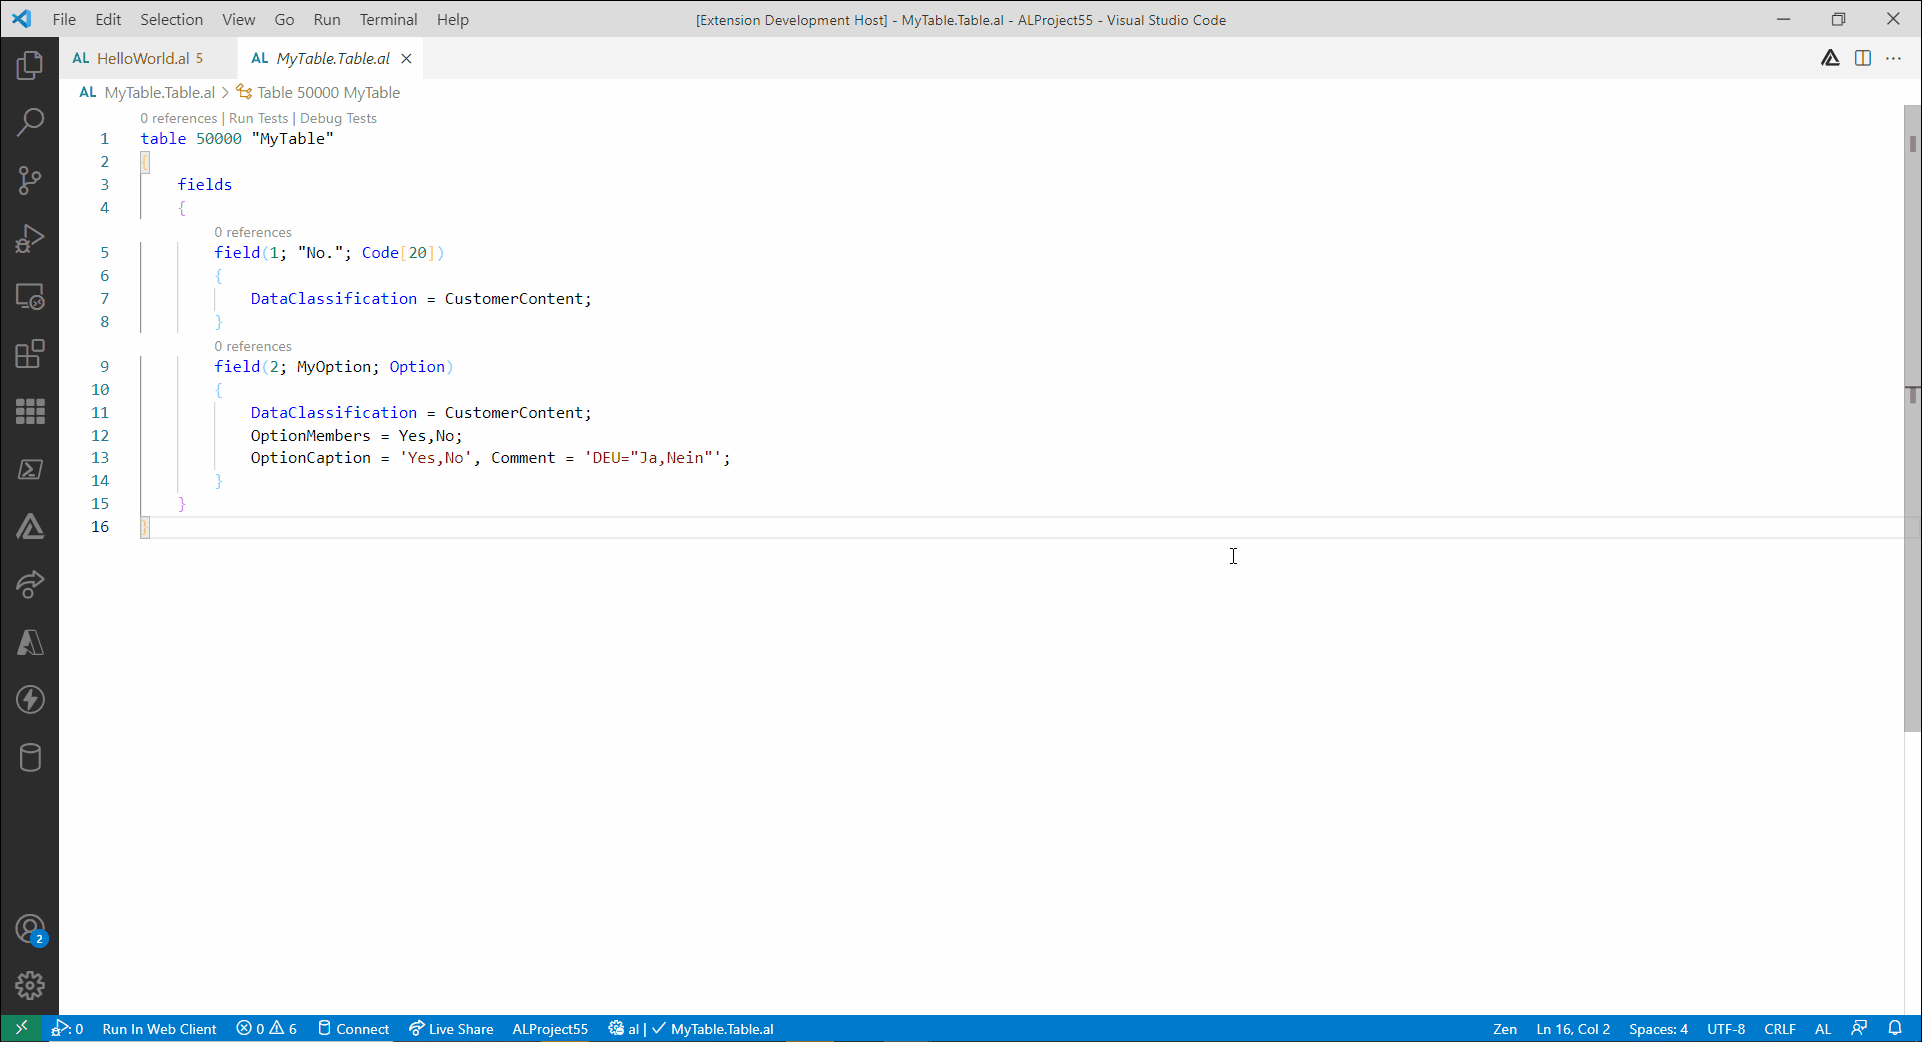 File Edit Selection View Go Run Terminal Help [Extension Development Host] - MyTable.Table.al - ALProject55 - Visual Studio Code
AL HelloWorld.al 5 AL MyTable.Table.al
AL MyTable.Table.al > Table 50000 MyTable
0 references | Run Tests | Debug Tests
1 table 50000 "MyTable"
2 {
3 fields
4 {
0 references
5 field(1; "No."; Code[20])
6 {
7 DataClassification = CustomerContent;
8 }
0 references
9 field(2; MyOption; Option)
10 {
11 DataClassification = CustomerContent;
12 OptionMembers = Yes,No;
13 OptionCaption = 'Yes,No', Comment = 'DEU="Ja,Nein"';
14 }
15 }
16 }
2
: 0 Run In Web Client 0 6 Connect Live Share ALProject55 al | ✓ MyTable.Table.al Zen Ln 16, Col 2 Spaces: 4 UTF-8 CRLF AL